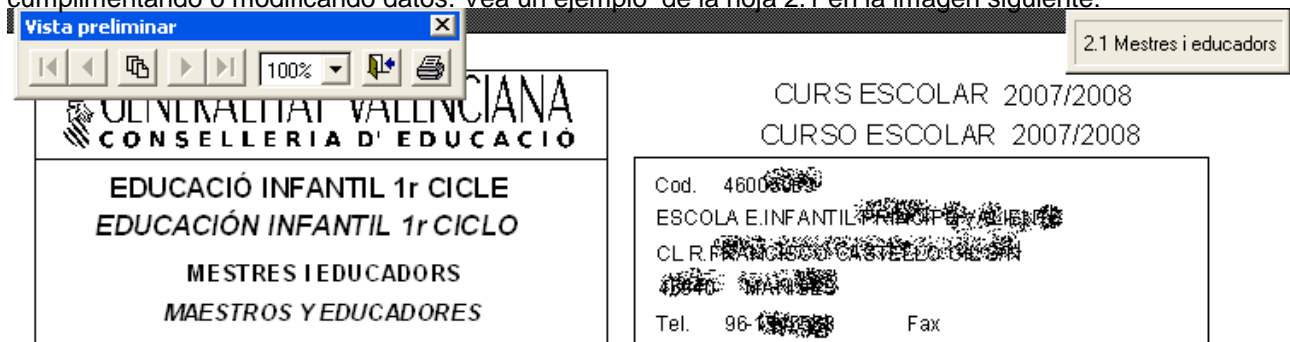 cumplimentando o modificando datos. Vea un ejemplo de la hoja 2.1 en la imagen siguiente.
Vista preliminar
100%
2.1 Mestres i educadors
GENERALITAT VALENCIANA
CONSELLERIA D' EDUCACIÓ
EDUCACIÓ INFANTIL 1r CICLE
EDUCACIÓN INFANTIL 1r CICLO
MESTRES I EDUCADORS
MAESTROS Y EDUCADORES
CURS ESCOLAR 2007/2008
CURSO ESCOLAR 2007/2008
Cod.
ESCOLA E.INFANTIL
CL R.
Tel. Fax